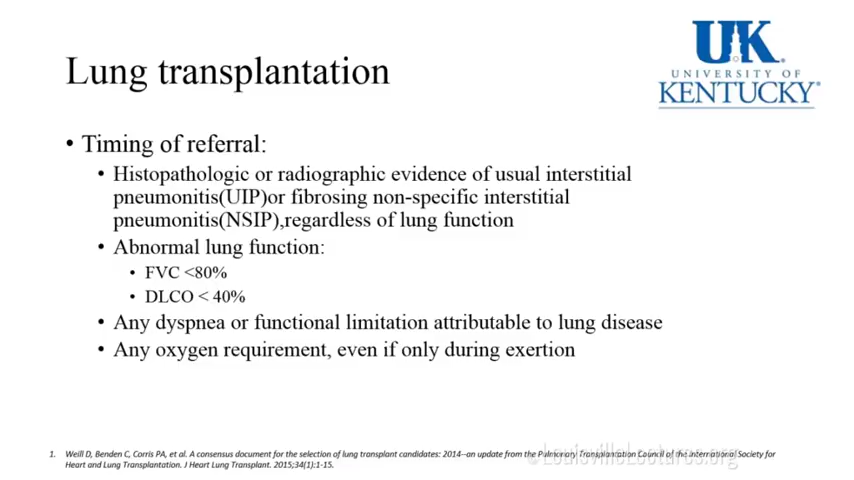 Lung transplantation
UK
UNIVERSITY OF
KENTUCKY
• Timing of referral:
• Histopathologic or radiographic evidence of usual interstitial
pneumonitis(UIP)or fibrosing non-specific interstitial
pneumonitis(NSIP),regardless of lung function
• Abnormal lung function:
• FVC <80%
• DLCO < 40%
• Any dyspnea or functional limitation attributable to lung disease
• Any oxygen requirement, even if only during exertion
1. Weill D, Benden C, Corris PA, et al. A consensus document for the selection of lung transplant candidates: 2014--an update from the Pulmonary Transplantation Council of the International Society for
Heart and Lung Transplantation. J Heart Lung Transplant. 2015;34(1):1-15.
@LouisvilleLectures.org